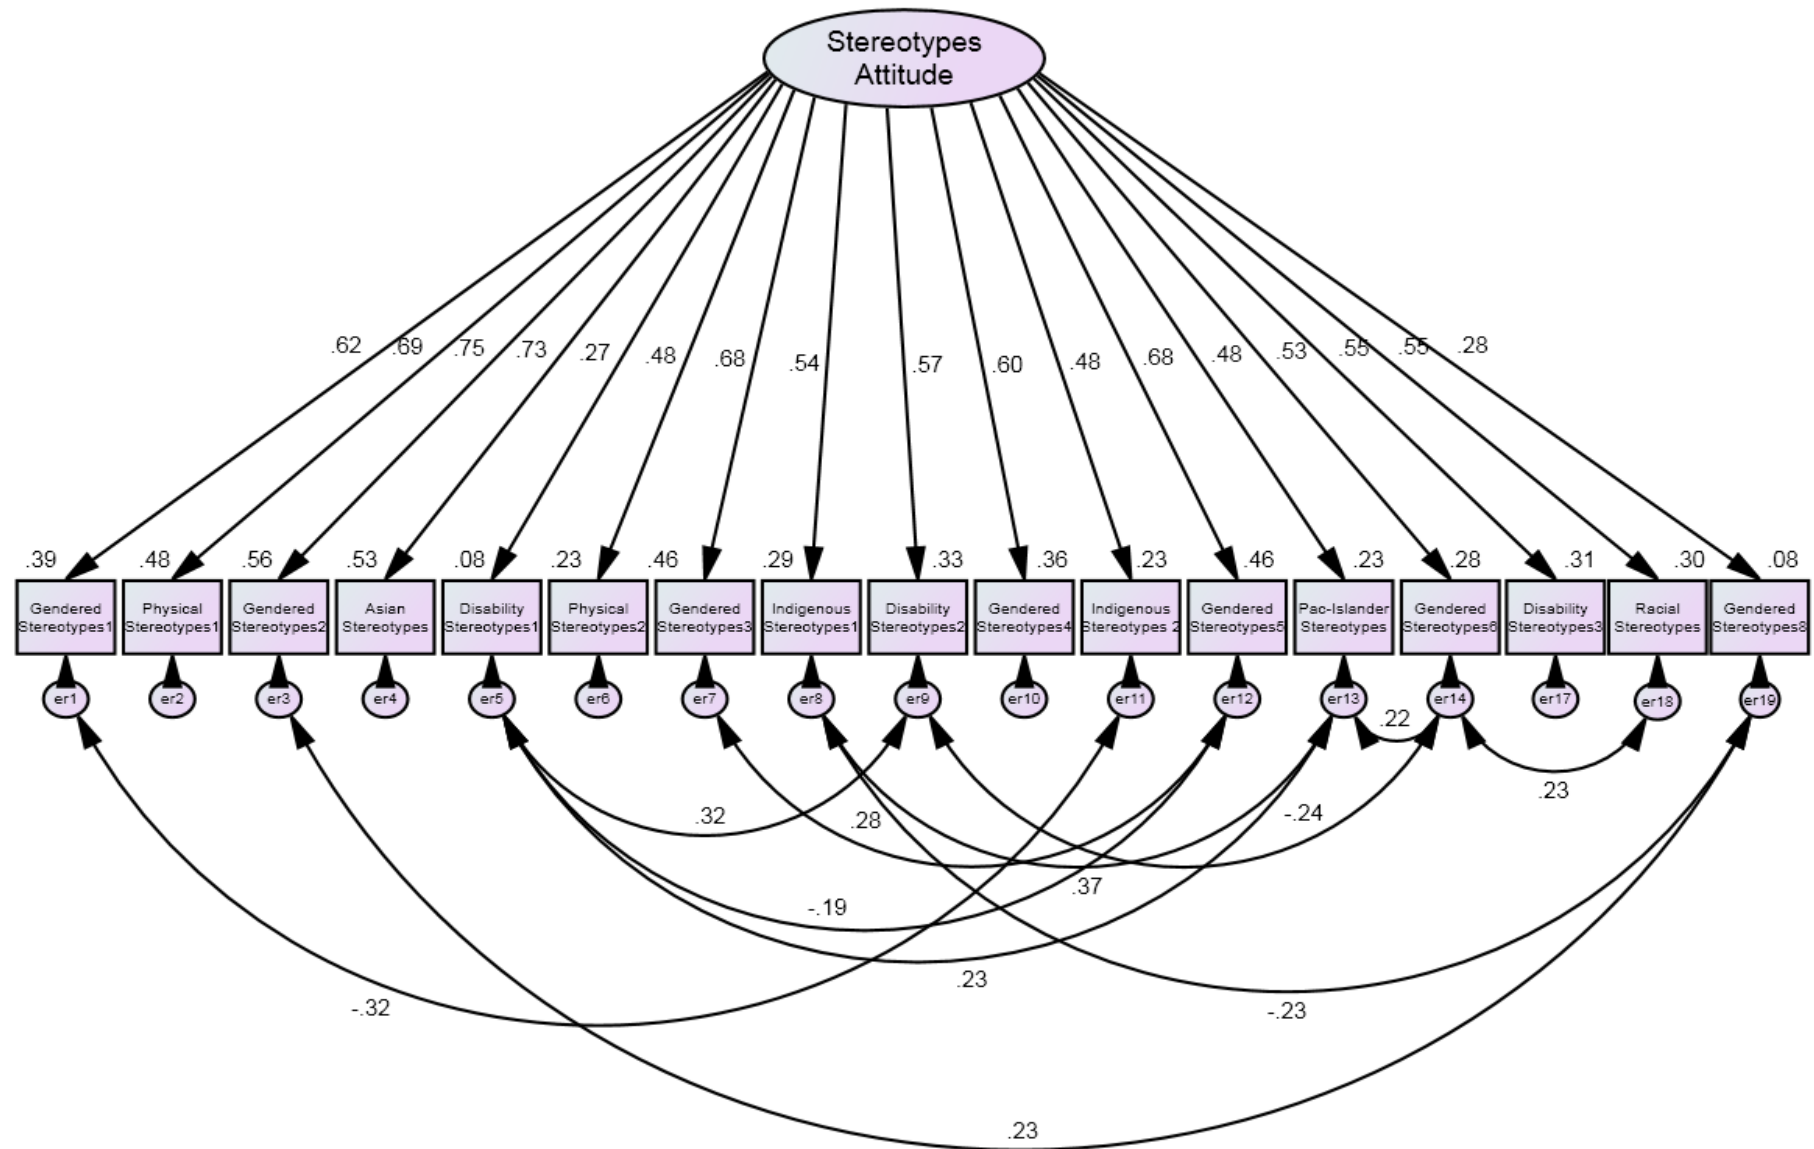 Stereotypes
Attitude
.62 .69 .75 .73 .27 .48 .68 .54 .57 .60 .48 .68 .48 .53 .55 .55 .28
.39 .48 .56 .53 .08 .23 .46 .29 .33 .36 .23 .46 .23 .28 .31 .30 .08
Gendered Physical Gendered Asian Disability Physical Gendered Indigenous Disability Gendered Indigenous Gendered Pac-Islander Gendered Disability Racial Gendered
Stereotypes1 Stereotypes1 Stereotypes2 Stereotypes Stereotypes1 Stereotypes2 Stereotypes3 Stereotypes1 Stereotypes2 Stereotypes4 Stereotypes 2 Stereotypes5 Stereotypes Stereotypes6 Stereotypes3 Stereotypes Stereotypes8
er1 er2 er3 er4 er5 er6 er7 er8 er9 er10 er11 er12 er13 er14 er17 er18 er19
.22
.23
.32 .28 -.24
.37
-.19
.23
-.32 -.23
.23